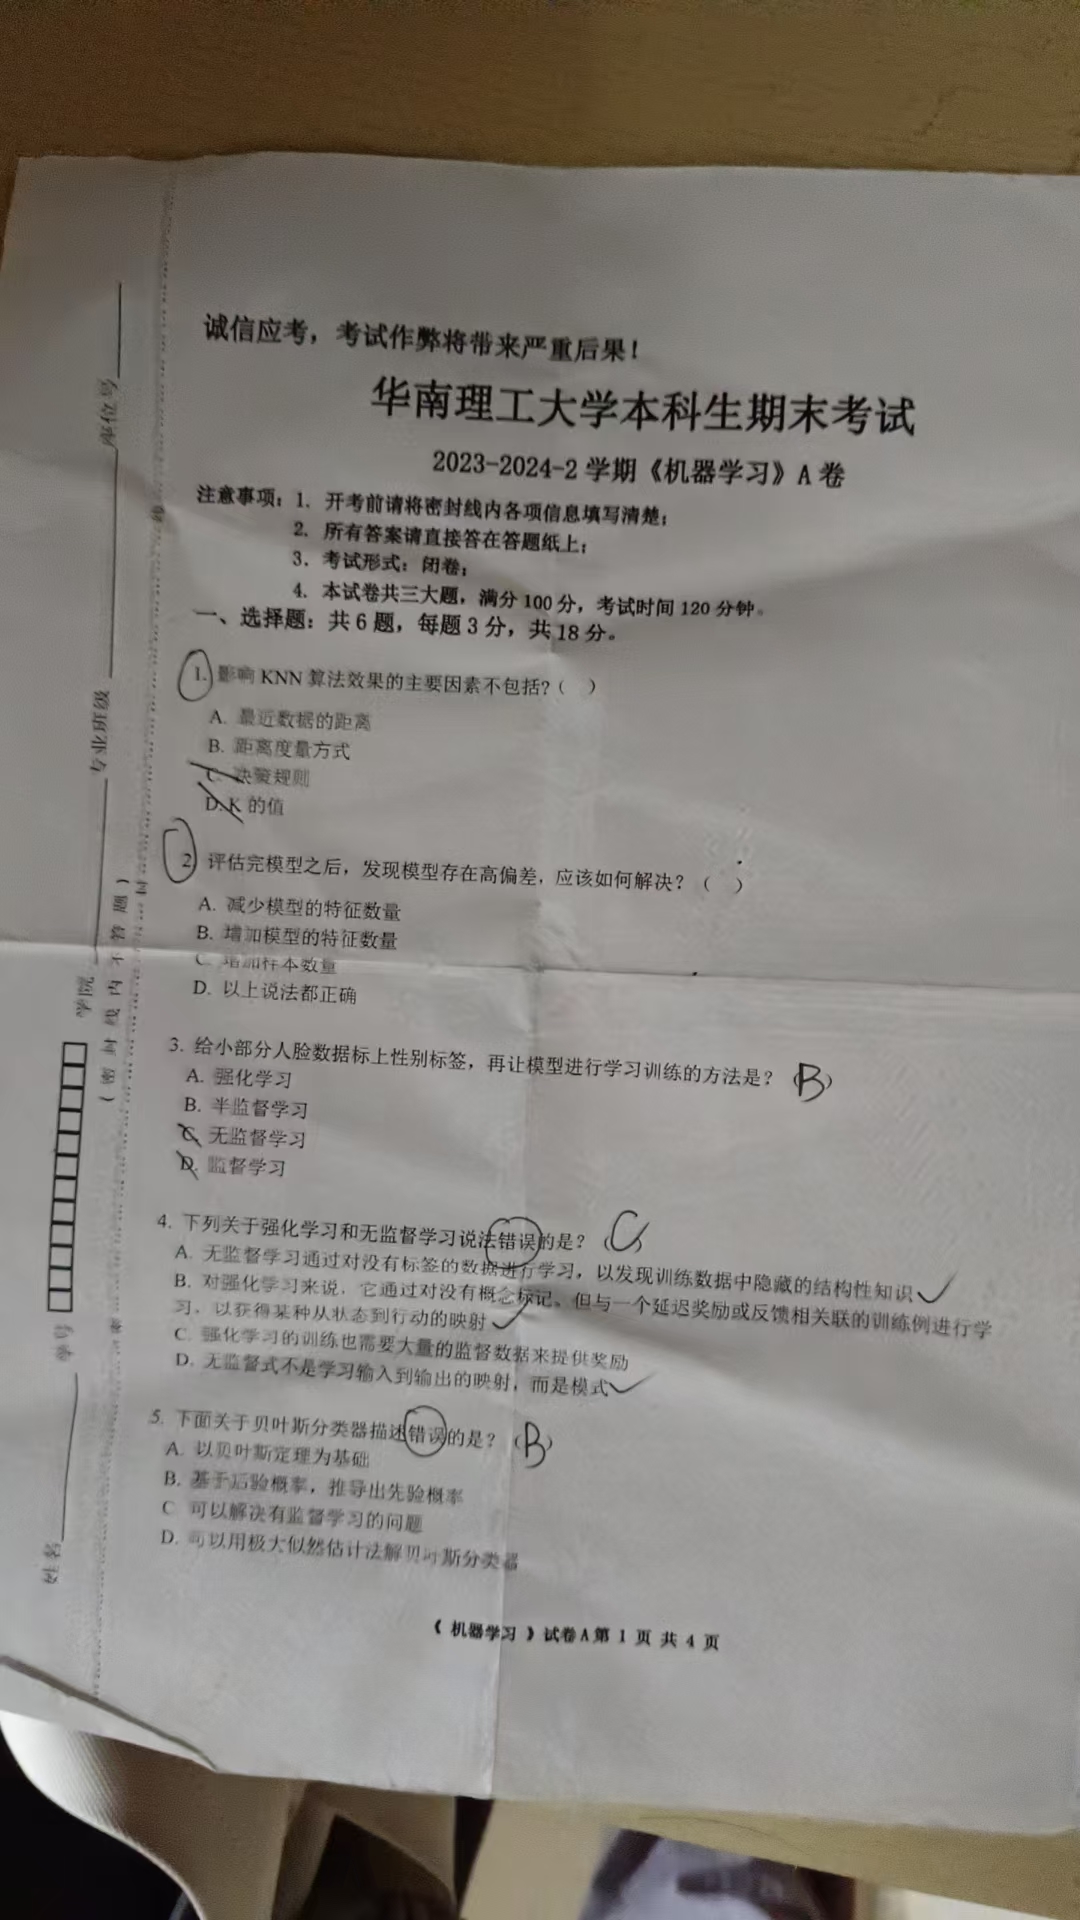 诚信应考，考试作弊将带来严重后果！
华南理工大学本科生期末考试
2023-2024-2 学期《机器学习》A 卷
注意事项：1. 开考前请将密封线内各项信息填写清楚；
2. 所有答案请直接答在答题纸上；
3. 考试形式：闭卷；
4. 本试卷共三大题，满分 100 分，考试时间 120 分钟。
一、选择题：共 6 题，每题 3 分，共 18 分。
1. 影响 KNN 算法效果的主要因素不包括?（ ）
A. 最近数据的距离
B. 距离度量方式
C. 决策规则
D. K 的值
2. 评估完模型之后，发现模型存在高偏差，应该如何解决？（ ）
A. 减少模型的特征数量
B. 增加模型的特征数量
C. 增加样本数量
D. 以上说法都正确
3. 给小部分人脸数据标上性别标签，再让模型进行学习训练的方法是？（B）
A. 强化学习
B. 半监督学习
C. 无监督学习
D. 监督学习
4. 下列关于强化学习和无监督学习说法错误的是？（C）
A. 无监督学习通过对没有标签的数据进行学习，以发现训练数据中隐藏的结构性知识
B. 对强化学习来说，它通过对没有概念标记、但与一个延迟奖励或反馈相关联的训练例进行学
习，以获得某种从状态到行动的映射
C. 强化学习的训练也需要大量的监督数据来提供奖励
D. 无监督式不是学习输入到输出的映射，而是模式
5. 下面关于贝叶斯分类器描述错误的是？（B）
A. 以贝叶斯定理为基础
B. 基于后验概率，推导出先验概率
C 可以解决有监督学习的问题
D. 可以用极大似然估计法解贝叶斯分类器
《 机器学习 》试卷A第 1 页 共 4 页
姓名
学号
学院
专业班级
座位号
（ 密 封 线 内 不 答 题 ）